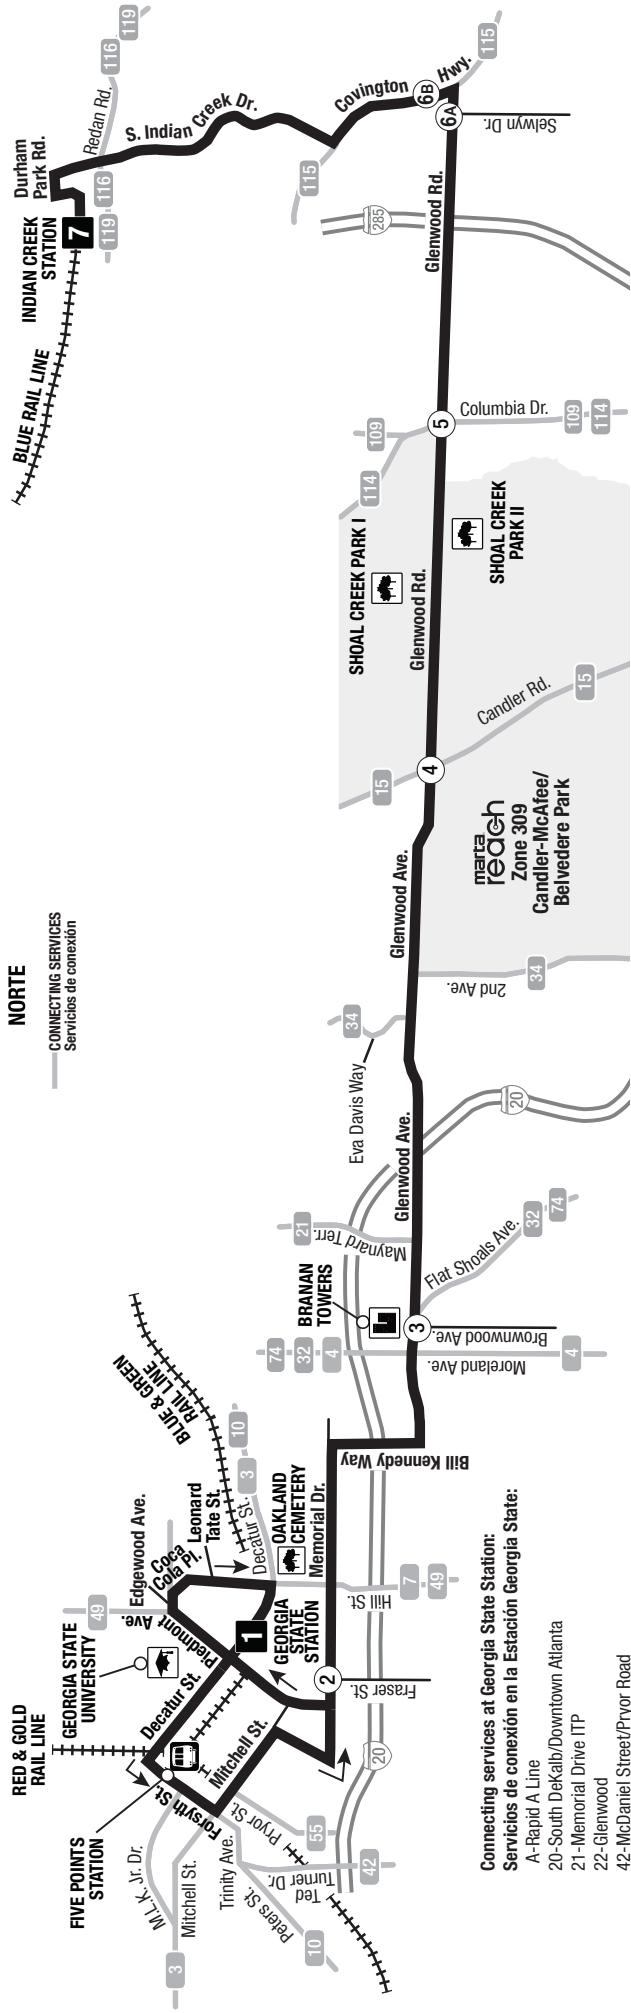 NORTE
CONNECTING SERVICES
Servicios de conexión
RED & GOLD
RAIL LINE
GEORGIA STATE
UNIVERSITY
FIVE POINTS
STATION
49
Edgewood Ave.
Piedmont
Ave.
Coca
Cola Pl.
Leonard
Tate St.
Decatur St.
Decatur St.
3
10
BLUE & GREEN
RAIL LINE
1
GEORGIA
STATE
STATION
OAKLAND
CEMETERY
Memorial Dr.
Forsyth St.
Mitchell St.
M.L.K. Jr. Dr.
Mitchell St.
3
Trinity Ave.
Peters St.
10
Pryor St.
55
Ted
Turner Dr.
42
20
2
Fraser St.
Hill St.
7
49
Bill Kennedy Way
74
32
4
Moreland Ave.
4
BRANAN
TOWERS
3
Brownwood Ave.
Flat Shoals Ave.
32
74
21
Maynard Terr.
Glenwood Ave.
20
Eva Davis Way
34
2nd Ave.
34
Glenwood Ave.
marta
reach
Zone 309
Candler-McAfee/
Belvedere Park
15
4
Candler Rd.
15
SHOAL CREEK PARK I
Glenwood Rd.
SHOAL CREEK
PARK II
114
109
5
Columbia Dr.
109
114
Glenwood Rd.
285
6A
6B
Selwyn Dr.
Covington
Hwy.
115
115
S. Indian Creek Dr.
Redan Rd.
116
119
116
119
Durham
Park Rd.
7
INDIAN CREEK
STATION
BLUE RAIL LINE
Connecting services at Georgia State Station:
Servicios de conexión en la Estación Georgia State:
A-Rapid A Line
20-South DeKalb/Downtown Atlanta
21-Memorial Drive ITP
22-Glenwood
42-McDaniel Street/Pryor Road